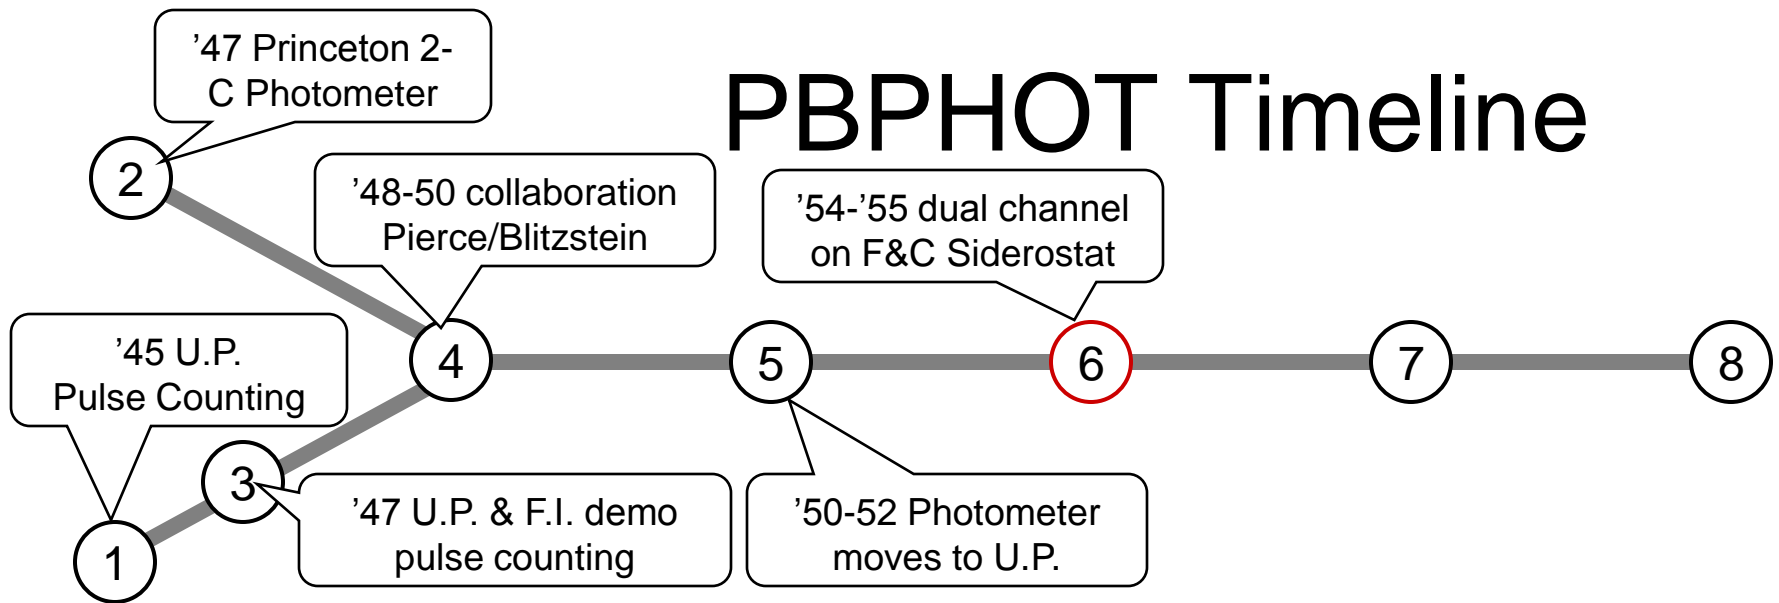 ’47 Princeton 2-
C Photometer
PBPHOT Timeline
2
’48-50 collaboration
Pierce/Blitzstein
’54-’55 dual channel
on F&C Siderostat
’45 U.P.
Pulse Counting
4
5
6
7
8
3
’47 U.P. & F.I. demo
pulse counting
’50-52 Photometer
moves to U.P.
1